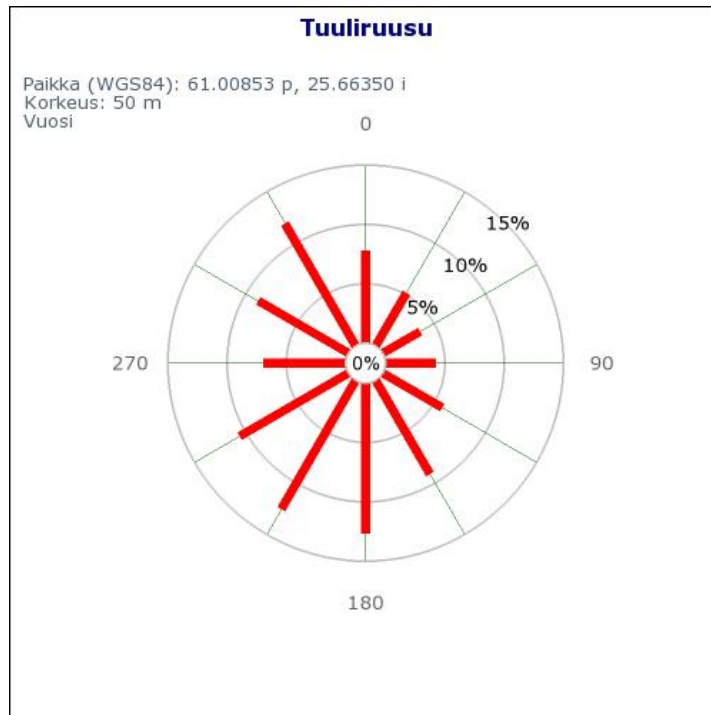 Tuuliruusu
Paikka (WGS84): 61.00853 p, 25.66350 i
Korkeus: 50 m
Vuosi
0
15%
10%
5%
270
0%
90
180